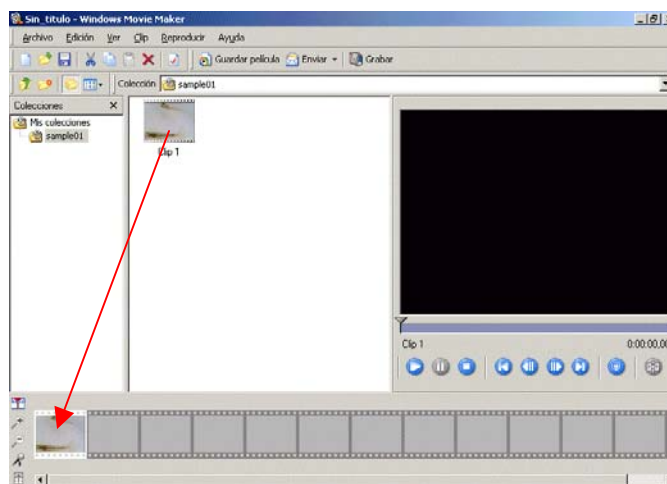 Sin_titulo - Windows Movie Maker
Archivo Edición Ver Clip Reproducir Ayuda
Guardar película Enviar Grabar
Colección sample01
Colecciones X
Mis colecciones
sample01
Clip 1
Clip 1 0:00:00,00